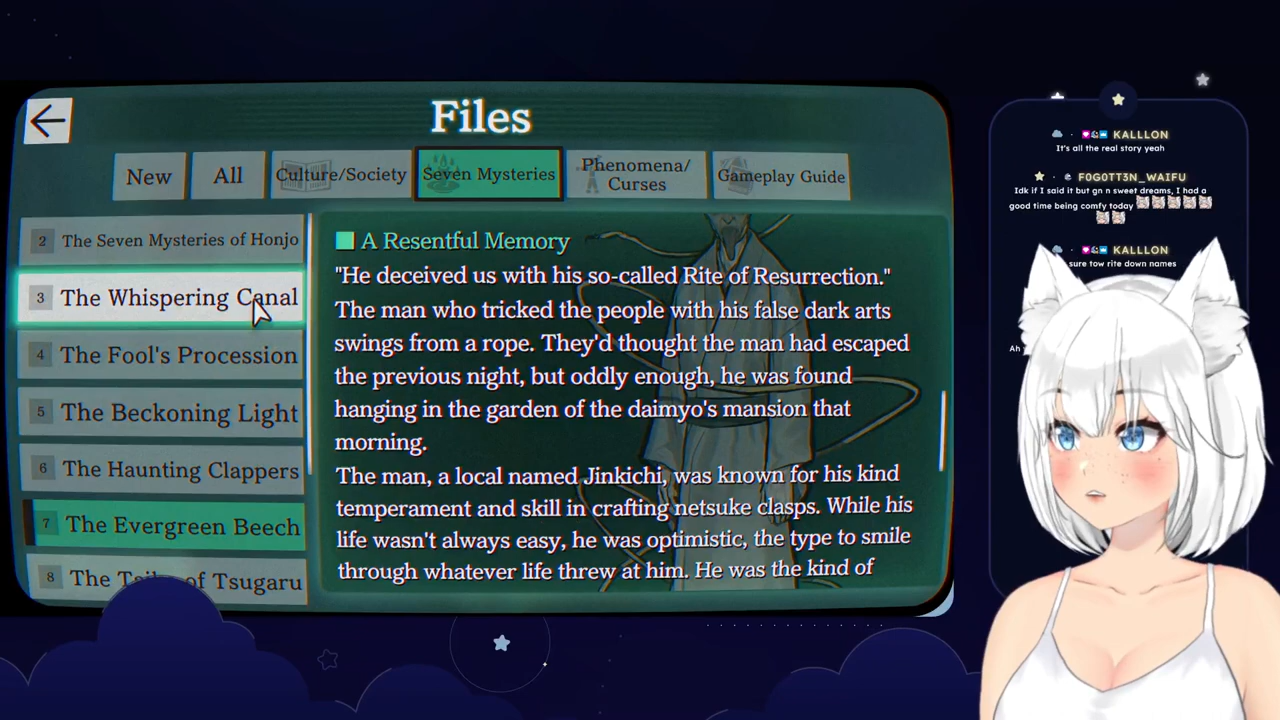 Files
New
All
Culture/Society
Seven Mysteries
Phenomena/
Curses
Gameplay Guide
2 The Seven Mysteries of Honjo
3 The Whispering Canal
4 The Fool's Procession
5 The Beckoning Light
6 The Haunting Clappers
7 The Evergreen Beech
8 The of Tsugaru
A Resentful Memory
"He deceived us with his so-called Rite of Resurrection."
The man who tricked the people with his false dark arts
swings from a rope. They'd thought the man had escaped
the previous night, but oddly enough, he was found
hanging in the garden of the daimyo's mansion that
morning.
The man, a local named Jinkichi, was known for his kind
temperament and skill in crafting netsuke clasps. While his
life wasn't always easy, he was optimistic, the type to smile
through whatever life threw at him. He was the kind of
KALLLON
It's all the real story yeah
F0G0TT3N_WAIFU
Idk if I said it but gn n sweet dreams, I had a
good time being comfy today
KALLLON
sure tow rite down names
Ah